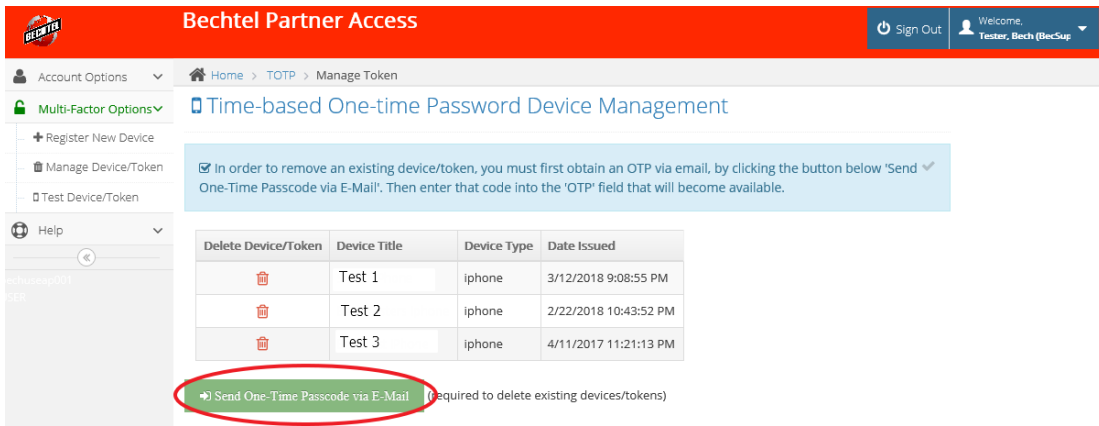 BECHTEL
Bechtel Partner Access
Sign Out
Welcome,
Tester, Bech (BecSup
Account Options
Home > TOTP > Manage Token
Multi-Factor Options
Time-based One-time Password Device Management
Register New Device
Manage Device/Token
Test Device/Token
Help
In order to remove an existing device/token, you must first obtain an OTP via email, by clicking the button below 'Send
One-Time Passcode via E-Mail'. Then enter that code into the 'OTP' field that will become available.
Delete Device/Token Device Title Device Type Date Issued
Test 1 iphone 3/12/2018 9:08:55 PM
Test 2 iphone 2/22/2018 10:43:52 PM
Test 3 iphone 4/11/2017 11:21:13 PM
Send One-Time Passcode via E-Mail (required to delete existing devices/tokens)